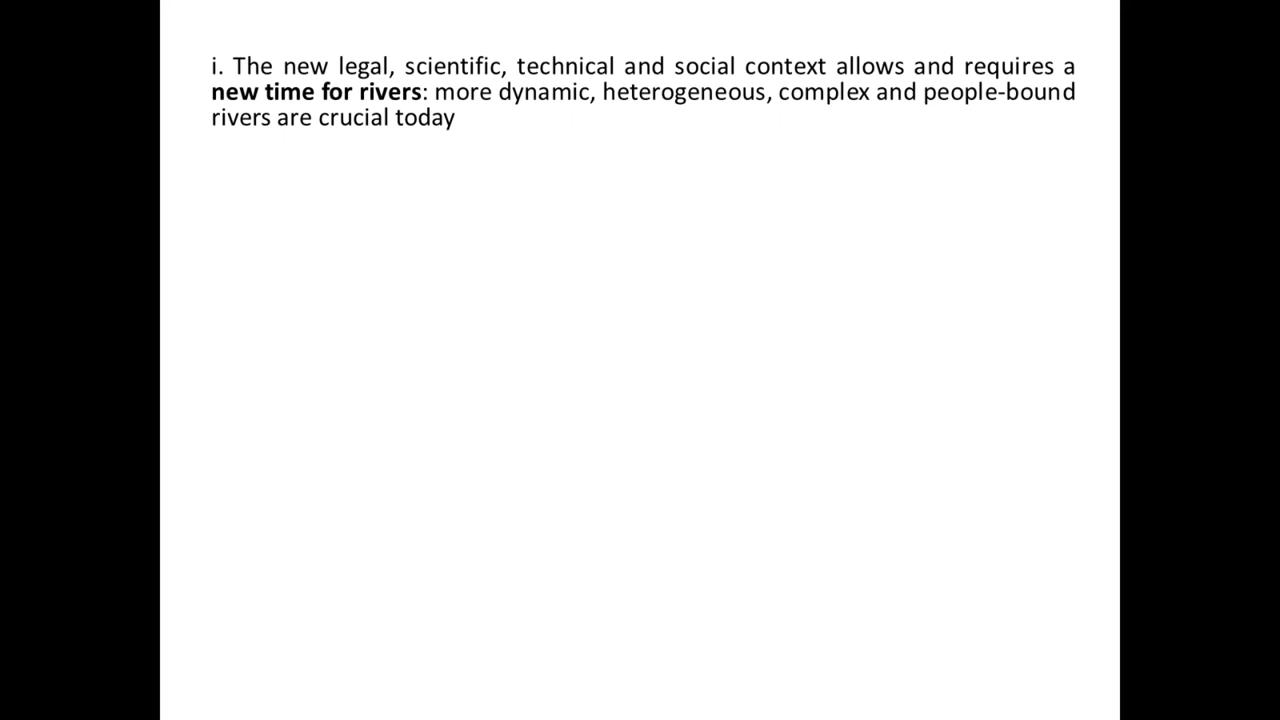 i. The new legal, scientific, technical and social context allows and requires a
new time for rivers: more dynamic, heterogeneous, complex and people-bound
rivers are crucial today